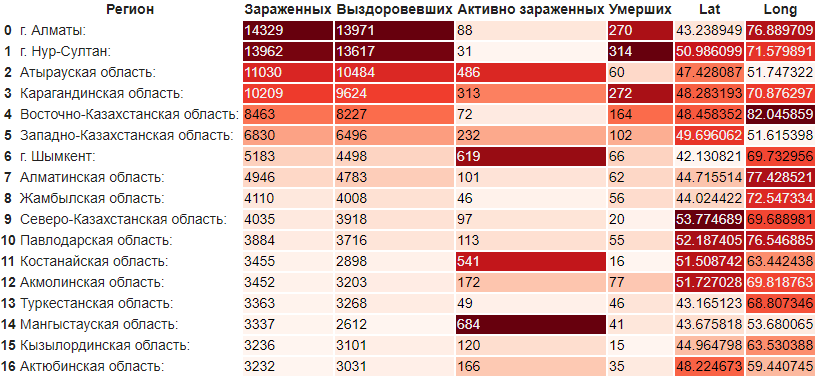 Регион Зараженных Выздоровевших Активно зараженных Умерших Lat Long
0 г. Алматы: 14329 13971 88 270 43.238949 76.889709
1 г. Нур-Султан: 13962 13617 31 314 50.986099 71.579891
2 Атырауская область: 11030 10484 486 60 47.428087 51.747322
3 Карагандинская область: 10209 9624 313 272 48.283193 70.876297
4 Восточно-Казахстанская область: 8463 8227 72 164 48.458352 82.045859
5 Западно-Казахстанская область: 6830 6496 232 102 49.696062 51.615398
6 г. Шымкент: 5183 4498 619 66 42.130821 69.732956
7 Алматинская область: 4946 4783 101 62 44.715514 77.428521
8 Жамбылская область: 4110 4008 46 56 44.024422 72.547334
9 Северо-Казахстанская область: 4035 3918 97 20 53.774689 69.688981
10 Павлодарская область: 3884 3716 113 55 52.187405 76.546885
11 Костанайская область: 3455 2898 541 16 51.508742 63.442438
12 Акмолинская область: 3452 3203 172 77 51.727028 69.818763
13 Туркестанская область: 3363 3268 49 46 43.165123 68.807346
14 Мангыстауская область: 3337 2612 684 41 43.675818 53.680065
15 Кызылординская область: 3236 3101 120 15 44.964798 63.530388
16 Актюбинская область: 3232 3031 166 35 48.224673 59.440745